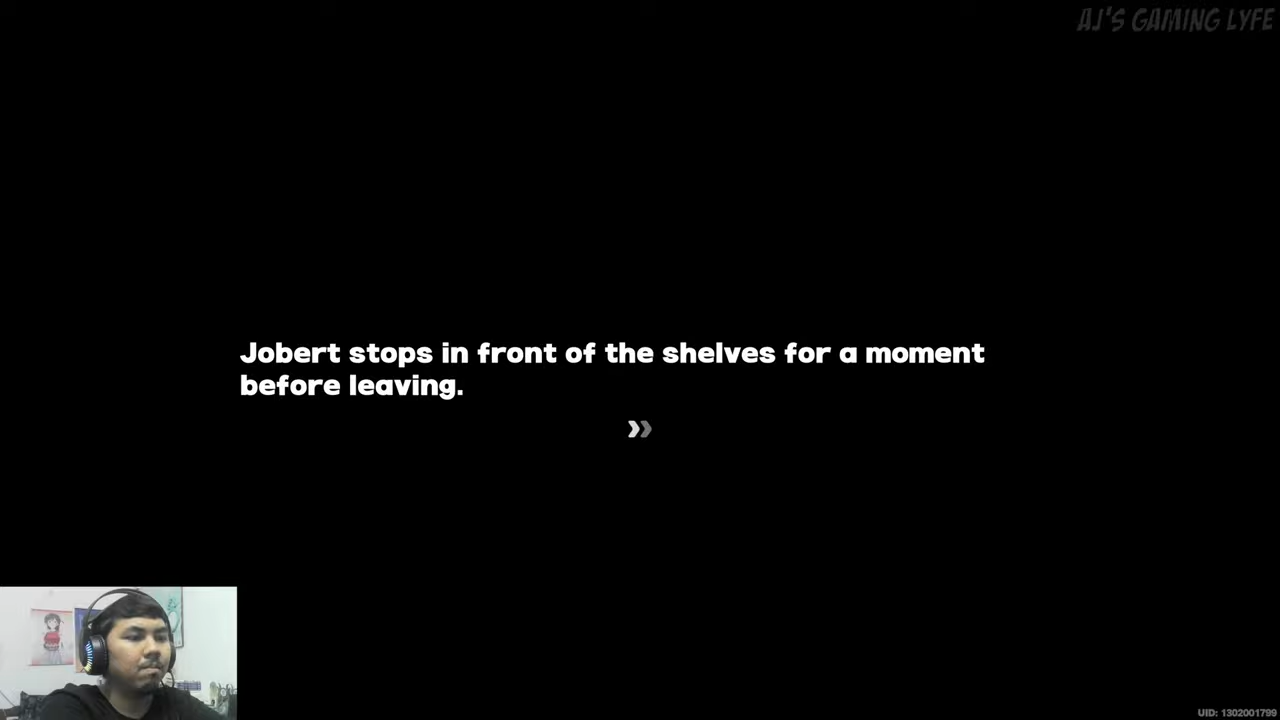 AJ'S GAMING LYFE
Jobert stops in front of the shelves for a moment
before leaving.
UID: 1302001799